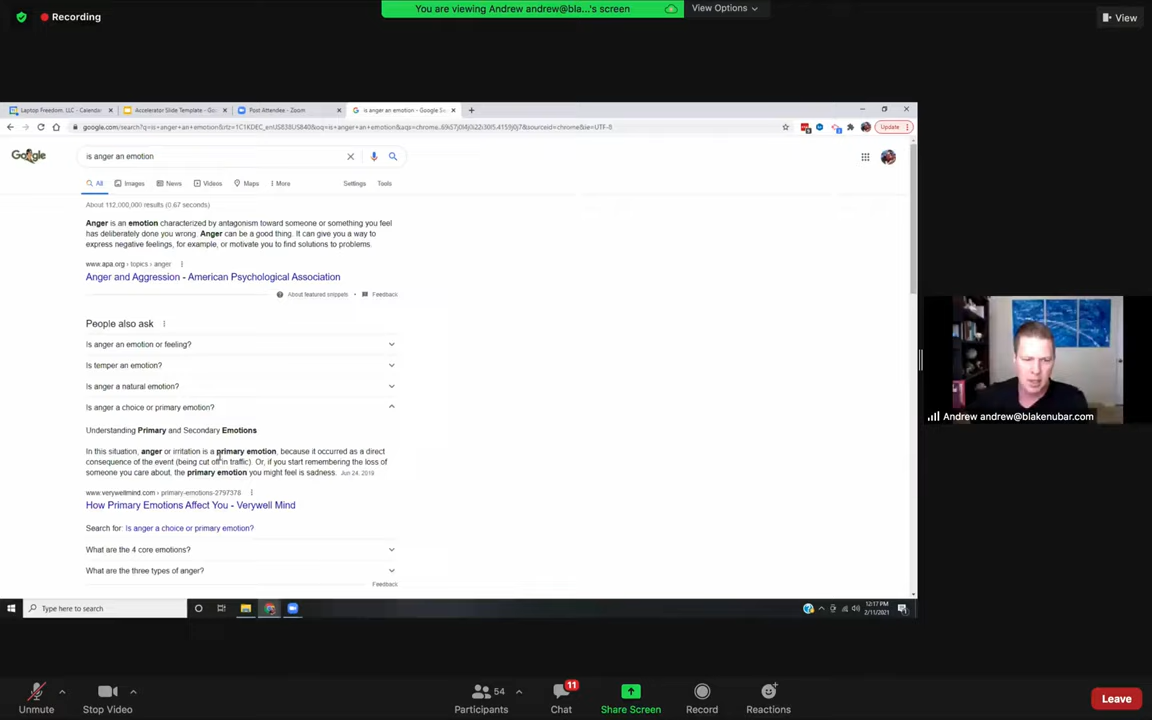 Recording
You are viewing Andrew andrew@bla...'s screen
View Options
View
Laptop Freedom, LLC - Calenda
Accelerator Slide Template - Go
Post Attendee - Zoom
is anger an emotion - Google Se
Update
Google
is anger an emotion
All
Images
News
Videos
Maps
More
Settings
Tools
About 112,000,000 results (0.67 seconds)
Anger is an emotion characterized by antagonism toward someone or something you feel
has deliberately done you wrong. Anger can be a good thing. It can give you a way to
express negative feelings, for example, or motivate you to find solutions to problems.
www.apa.org › topics › anger
Anger and Aggression - American Psychological Association
About featured snippets
Feedback
People also ask
Is anger an emotion or feeling?
Is temper an emotion?
Is anger a natural emotion?
Is anger a choice or primary emotion?
Understanding Primary and Secondary Emotions
In this situation, anger or irritation is a primary emotion, because it occurred as a direct
consequence of the event (being cut off in traffic). Or, if you start remembering the loss of
someone you care about, the primary emotion you might feel is sadness. Jun 24, 2019
www.verywellmind.com › primary-emotions-2797378
How Primary Emotions Affect You - Verywell Mind
Search for: Is anger a choice or primary emotion?
What are the 4 core emotions?
What are the three types of anger?
Feedback
Andrew andrew@blakenubar.com
Type here to search
12:17 PM
2/11/2021
Unmute
Stop Video
54
Participants
11
Chat
Share Screen
Record
Reactions
Leave